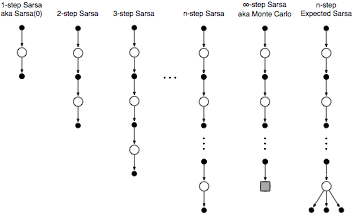 1-step Sarsa
aka Sarsa(0)
2-step Sarsa
3-step Sarsa
n-step Sarsa
∞-step Sarsa
aka Monte Carlo
n-step
Expected Sarsa